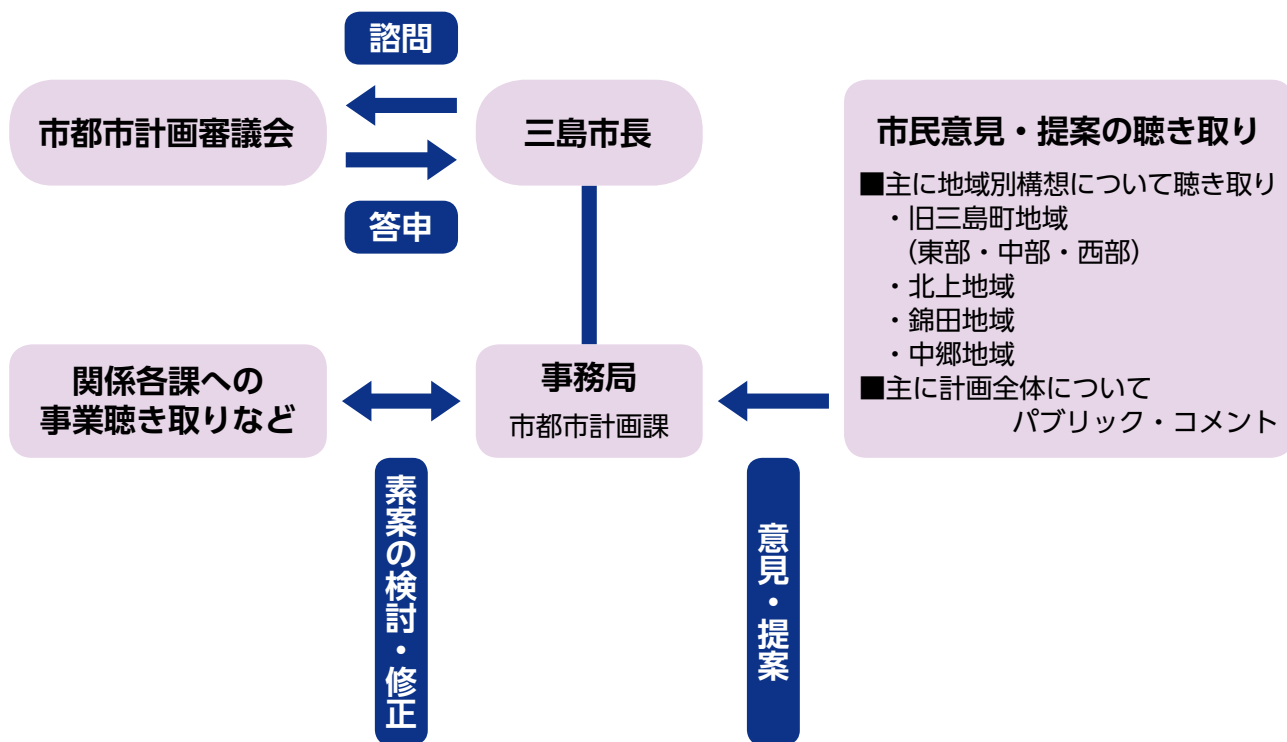 諮問
市都市計画審議会
三島市長
答申
市民意見・提案の聴き取り
■主に地域別構想について聴き取り
・旧三島町地域
（東部・中部・西部）
・北上地域
・錦田地域
・中郷地域
■主に計画全体について
パブリック・コメント
関係各課への
事業聴き取りなど
事務局
市都市計画課
素案の検討・修正
意見・提案